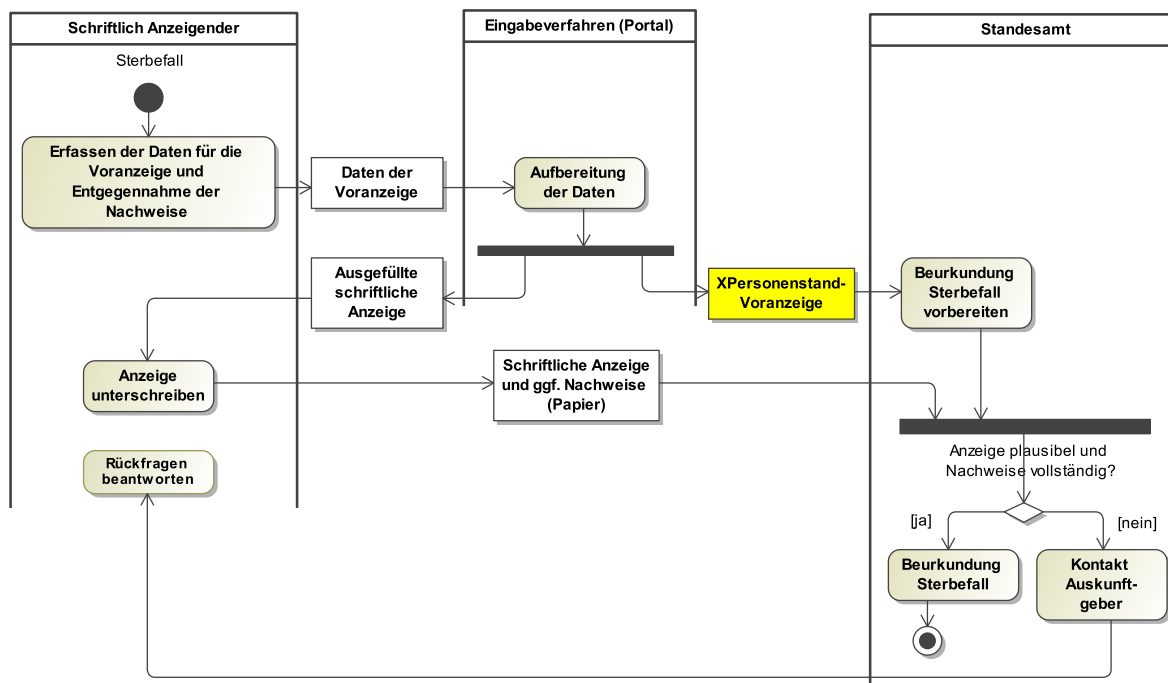 Schriftlich Anzeigender
Eingabeverfahren (Portal)
Standesamt
Sterbefall
Erfassen der Daten für die
Voranzeige und
Entgegennahme der
Nachweise
Daten der
Voranzeige
Aufbereitung
der Daten
Ausgefüllte
schriftliche
Anzeige
XPersonenstand-
Voranzeige
Beurkundung
Sterbefall
vorbereiten
Anzeige
unterschreiben
Schriftliche Anzeige
und ggf. Nachweise
(Papier)
Rückfragen
beantworten
Anzeige plausibel und
Nachweise vollständig?
[ja]
[nein]
Beurkundung
Sterbefall
Kontakt
Auskunft-
geber